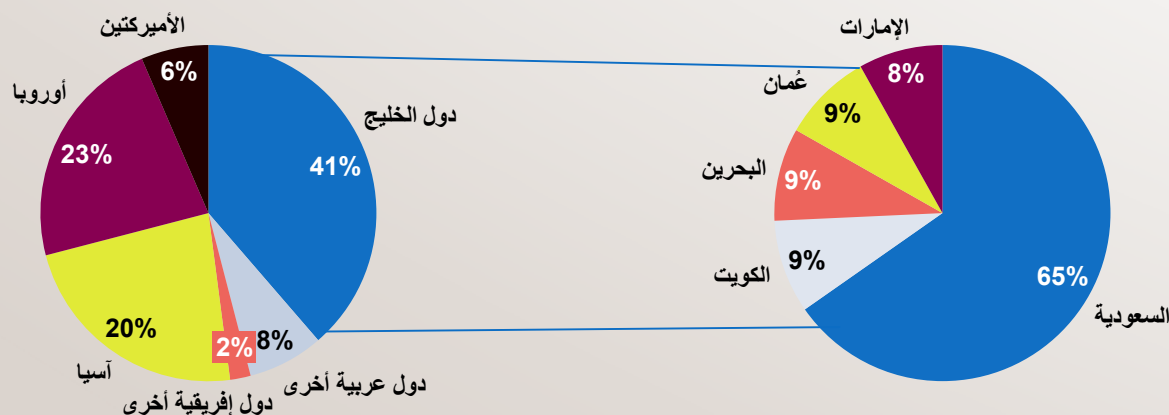 الأميركتين
6%
أوروبا
23%
دول الخليج
41%
20%
آسيا
2%
دول إفريقية أخرى
8%
دول عربية أخرى
الإمارات
8%
عُمان
9%
البحرين
9%
الكويت
9%
65%
السعودية